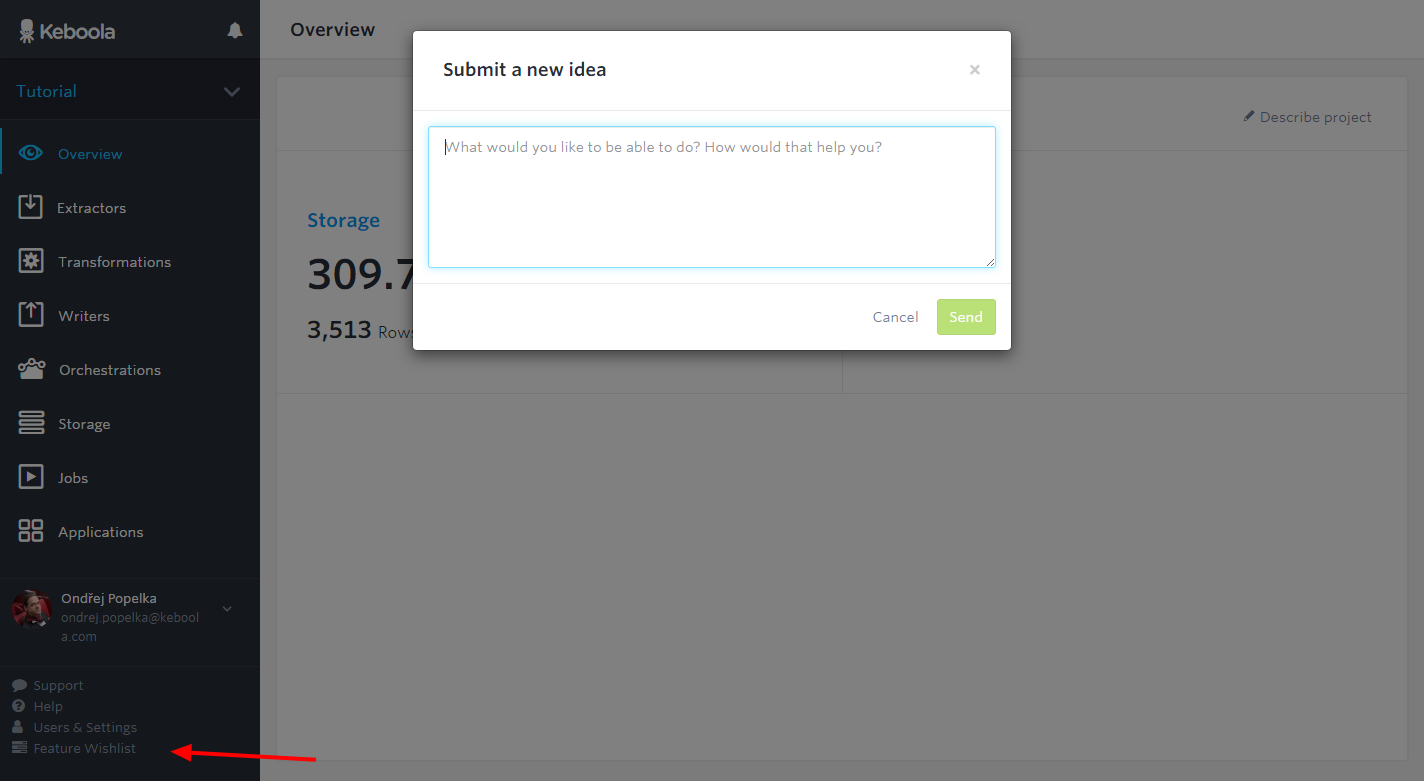 Keboola
Tutorial
Overview
Extractors
Transformations
Writers
Orchestrations
Storage
Jobs
Applications
Ondřej Popelka
ondrej.popelka@kebool
a.com
Support
Help
Users & Settings
Feature Wishlist
Overview
Describe project
Storage
309.7
3,513 Rows
Submit a new idea
×
What would you like to be able to do? How would that help you?
Cancel
Send